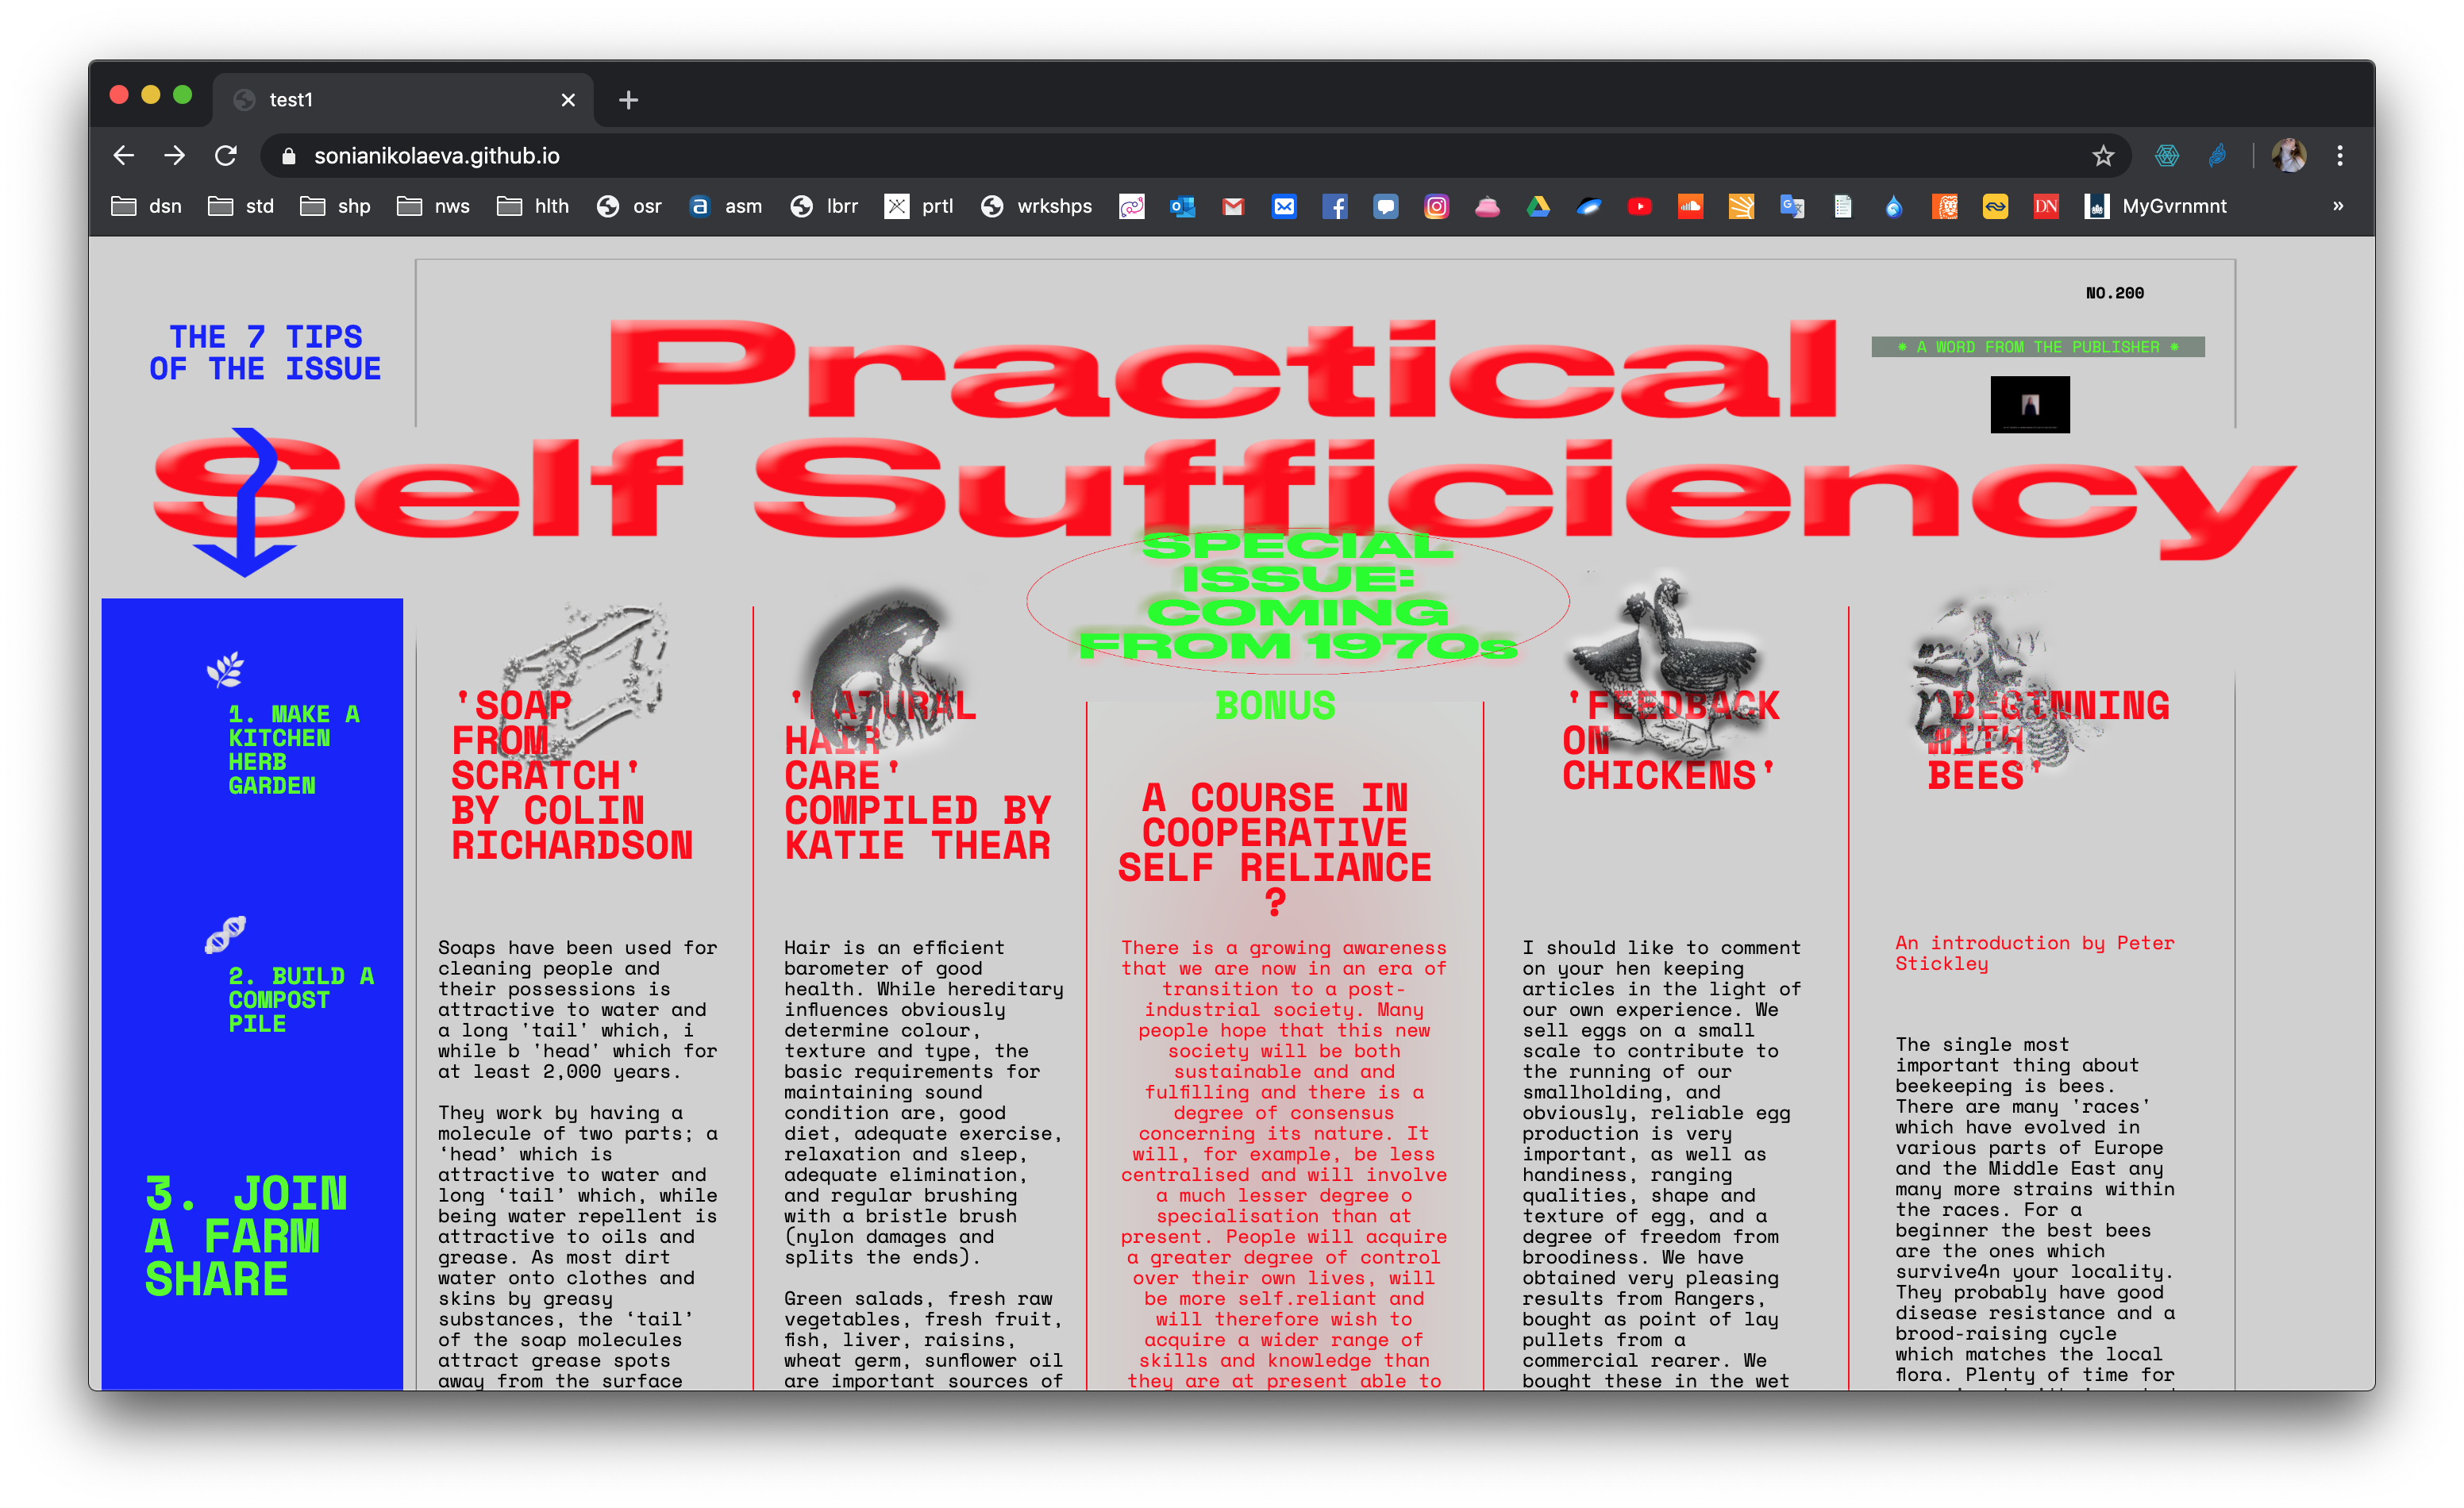 test1
sonianikolaeva.github.io
dsn std shp nws hlth osr asm lbrr prtl wrkshps DN MyGvrnmnt »
NO.200
THE 7 TIPS
OF THE ISSUE
* A WORD FROM THE PUBLISHER *
Practical
Self Sufficiency
SPECIAL
ISSUE:
COMING
FROM 1970s
1. MAKE A
KITCHEN
HERB
GARDEN
2. BUILD A
COMPOST
PILE
3. JOIN
A FARM
SHARE
'SOAP
FROM
SCRATCH'
BY COLIN
RICHARDSON
Soaps have been used for
cleaning people and
their possessions is
attractive to water and
a long 'tail' which, i
while b 'head' which for
at least 2,000 years.
They work by having a
molecule of two parts; a
‘head’ which is
attractive to water and
long ‘tail’ which, while
being water repellent is
attractive to oils and
grease. As most dirt
water onto clothes and
skins by greasy
substances, the ‘tail’
of the soap molecules
attract grease spots
away from the surface
'NATURAL
HAIR
CARE'
COMPILED BY
KATIE THEAR
Hair is an efficient
barometer of good
health. While hereditary
influences obviously
determine colour,
texture and type, the
basic requirements for
maintaining sound
condition are, good
diet, adequate exercise,
relaxation and sleep,
adequate elimination,
and regular brushing
with a bristle brush
(nylon damages and
splits the ends).
Green salads, fresh raw
vegetables, fresh fruit,
fish, liver, raisins,
wheat germ, sunflower oil
are important sources of
BONUS
A COURSE IN
COOPERATIVE
SELF RELIANCE
?
There is a growing awareness
that we are now in an era of
transition to a post-
industrial society. Many
people hope that this new
society will be both
sustainable and and
fulfilling and there is a
degree of consensus
concerning its nature. It
will, for example, be less
centralised and will involve
a much lesser degree o
specialisation than at
present. People will acquire
a greater degree of control
over their own lives, will
be more self.reliant and
will therefore wish to
acquire a wider range of
skills and knowledge than
they are at present able to
'FEEDBACK
ON
CHICKENS'
I should like to comment
on your hen keeping
articles in the light of
our own experience. We
sell eggs on a small
scale to contribute to
the running of our
smallholding, and
obviously, reliable egg
production is very
important, as well as
handiness, ranging
qualities, shape and
texture of egg, and a
degree of freedom from
broodiness. We have
obtained very pleasing
results from Rangers,
bought as point of lay
pullets from a
commercial rearer. We
bought these in the wet
'BEGINNING
WITH
BEES'
An introduction by Peter
Stickley
The single most
important thing about
beekeeping is bees.
There are many 'races'
which have evolved in
various parts of Europe
and the Middle East any
many more strains within
the races. For a
beginner the best bees
are the ones which
survive4n your locality.
They probably have good
disease resistance and a
brood-raising cycle
which matches the local
flora. Plenty of time for